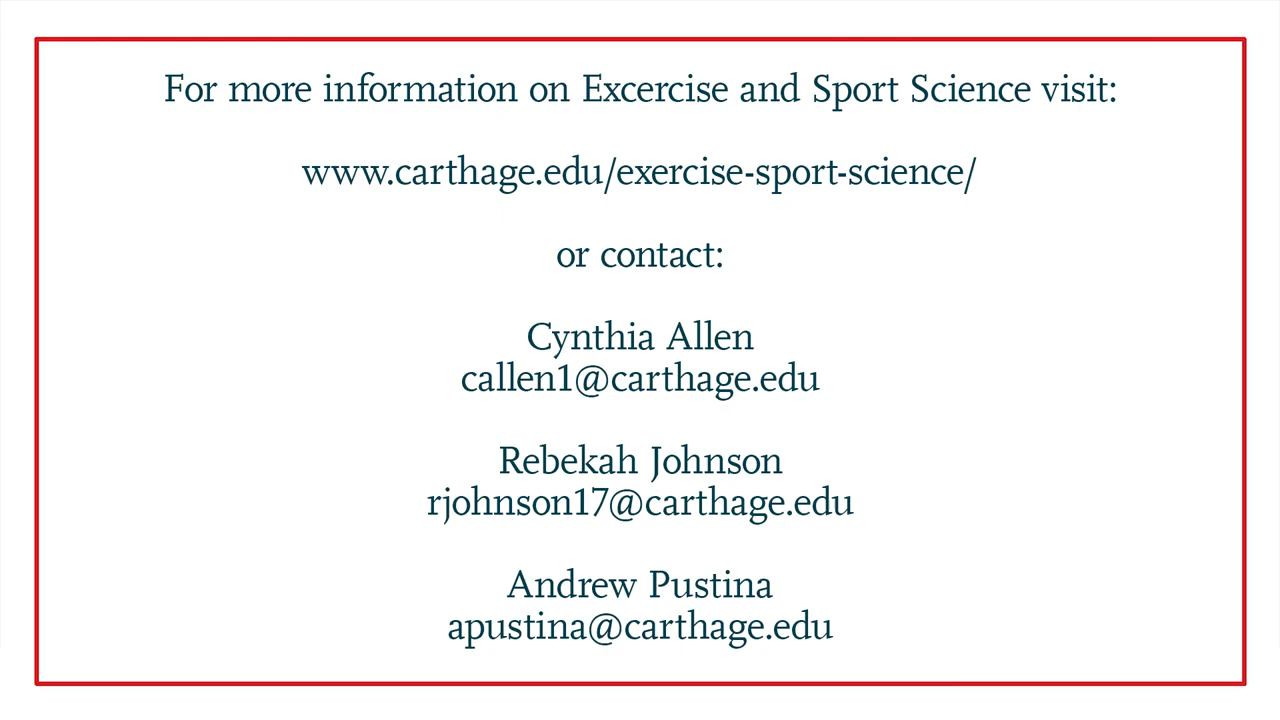 For more information on Excercise and Sport Science visit:
www.carthage.edu/exercise-sport-science/
or contact:
Cynthia Allen
callen1@carthage.edu
Rebekah Johnson
rjohnson17@carthage.edu
Andrew Pustina
apustina@carthage.edu